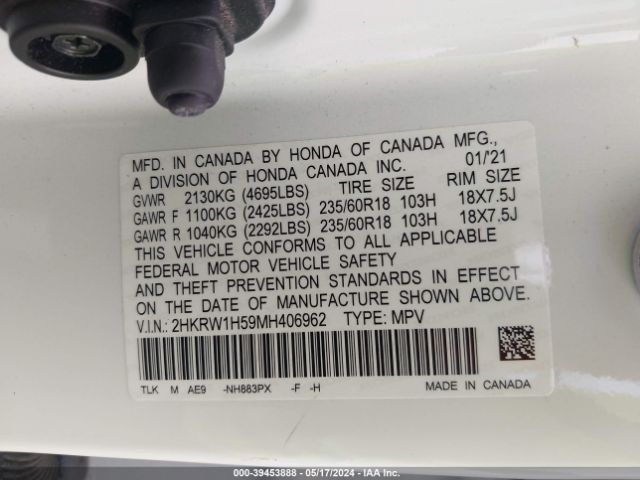 MFD. IN CANADA BY HONDA OF CANADA MFG.,
A DIVISION OF HONDA CANADA INC. 01/'21
GVWR 2130KG (4695LBS) TIRE SIZE RIM SIZE
GAWR F 1100KG (2425LBS) 235/60R18 103H 18X7.5J
GAWR R 1040KG (2292LBS) 235/60R18 103H 18X7.5J
THIS VEHICLE CONFORMS TO ALL APPLICABLE
FEDERAL MOTOR VEHICLE SAFETY
AND THEFT PREVENTION STANDARDS IN EFFECT
ON THE DATE OF MANUFACTURE SHOWN ABOVE.
V.I.N.: 2HKRW1H59MH406962 TYPE: MPV
TLK M AE9 -NH883PX -F -H MADE IN CANADA
000-39453888 - 05/17/2024 - IAAI.COM